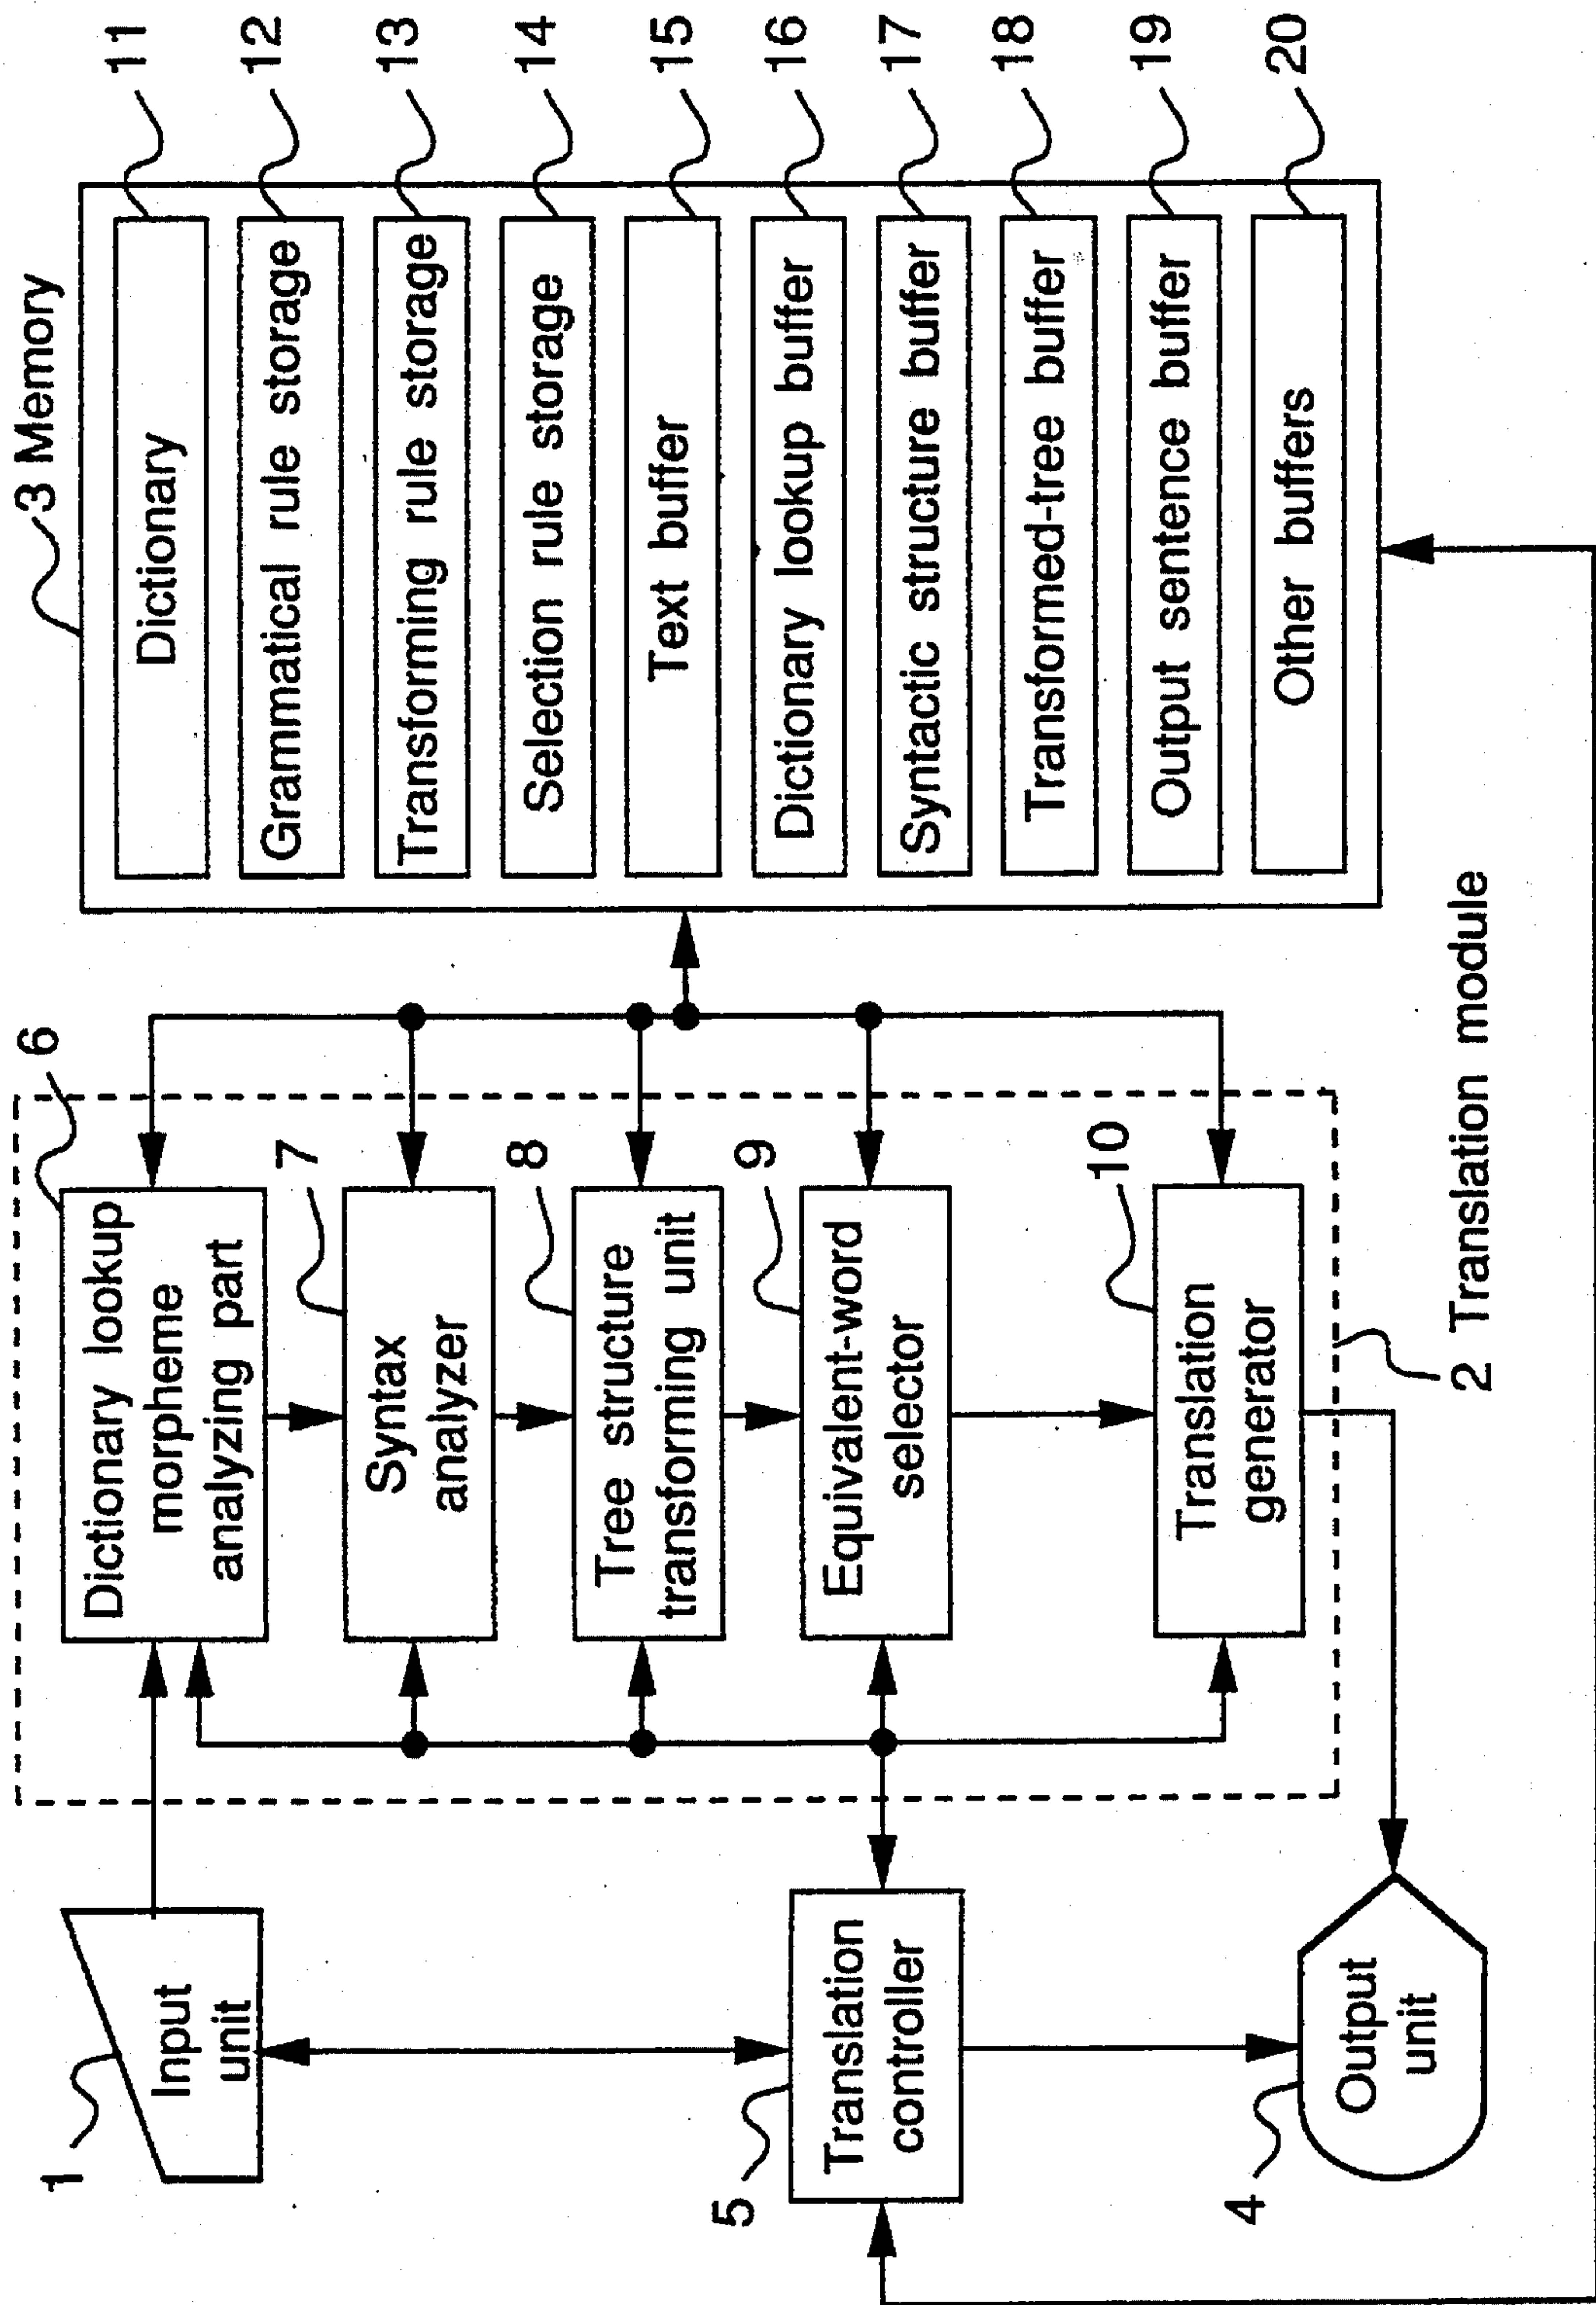 1
Input
unit
5
Translation
controller
4
Output
unit
6
Dictionary lookup
morpheme
analyzing part
7
Syntax
analyzer
8
Tree structure
transforming unit
9
Equivalent-word
selector
10
Translation
generator
2 Translation module
3 Memory
Dictionary
11
Grammatical rule storage
12
Transforming rule storage
13
Selection rule storage
14
Text buffer
15
Dictionary lookup buffer
16
Syntactic structure buffer
17
Transformed-tree buffer
18
Output sentence buffer
19
Other buffers
20